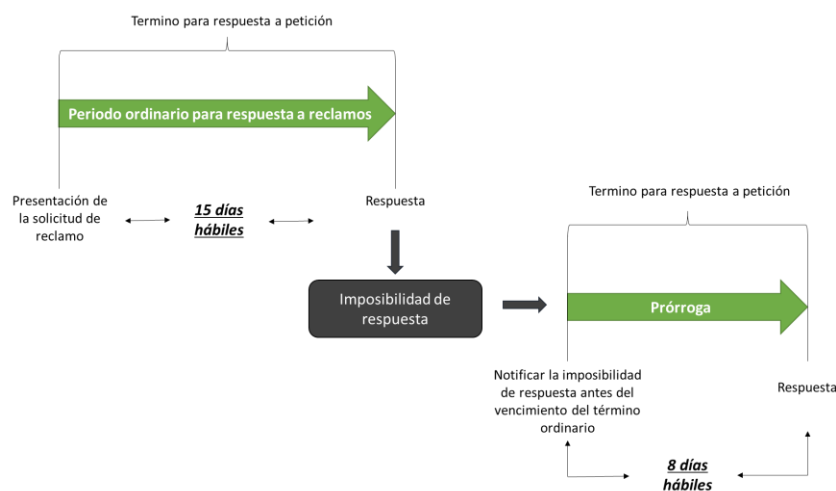 Termino para respuesta a petición
Periodo ordinario para respuesta a reclamos
Presentación de
la solicitud de
reclamo
15 días
hábiles
Respuesta
Termino para respuesta a petición
Imposibilidad de
respuesta
Prórroga
Notificar la imposibilidad
de respuesta antes del
vencimiento del término
ordinario
Respuesta
8 días
hábiles